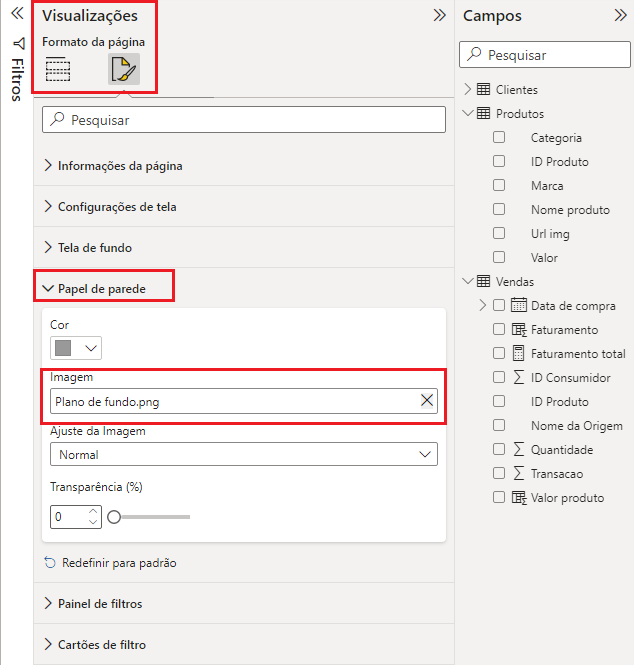 Visualizações
Formato da página
Pesquisar
Informações da página
Configurações de tela
Tela de fundo
Papel de parede
Cor
Imagem
Plano de fundo.png
Ajuste da Imagem
Normal
Transparência (%)
0
Redefinir para padrão
Painel de filtros
Cartões de filtro
Filtros
Campos
Pesquisar
Clientes
Produtos
Categoria
ID Produto
Marca
Nome produto
Url img
Valor
Vendas
Data de compra
Faturamento
Faturamento total
ID Consumidor
ID Produto
Nome da Origem
Quantidade
Transacao
Valor produto